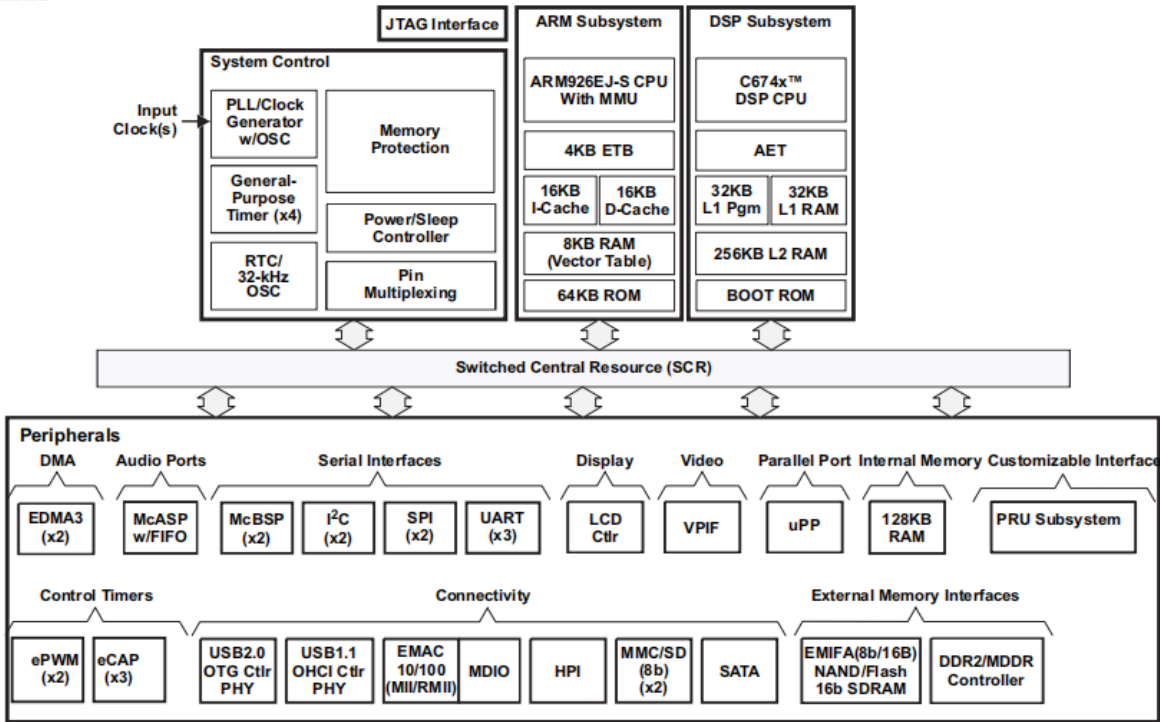 JTAG Interface
System Control
Input
Clock(s)
PLL/Clock
Generator
w/OSC
General-
Purpose
Timer (x4)
RTC/
32-kHz
OSC
Memory
Protection
Power/Sleep
Controller
Pin
Multiplexing
ARM Subsystem
ARM926EJ-S CPU
With MMU
4KB ETB
16KB
I-Cache
16KB
D-Cache
8KB RAM
(Vector Table)
64KB ROM
DSP Subsystem
C674x™
DSP CPU
AET
32KB
L1 Pgm
32KB
L1 RAM
256KB L2 RAM
BOOT ROM
Switched Central Resource (SCR)
Peripherals
DMA
EDMA3
(x2)
Audio Ports
McASP
w/FIFO
Serial Interfaces
McBSP
(x2)
I²C
(x2)
SPI
(x2)
UART
(x3)
Display
LCD
Ctlr
Video
VPIF
Parallel Port
uPP
Internal Memory
128KB
RAM
Customizable Interface
PRU Subsystem
Control Timers
ePWM
(x2)
eCAP
(x3)
Connectivity
USB2.0
OTG Ctlr
PHY
USB1.1
OHCI Ctlr
PHY
EMAC
10/100
(MII/RMII)
MDIO
HPI
MMC/SD
(8b)
(x2)
SATA
External Memory Interfaces
EMIFA(8b/16B)
NAND/Flash
16b SDRAM
DDR2/MDDR
Controller